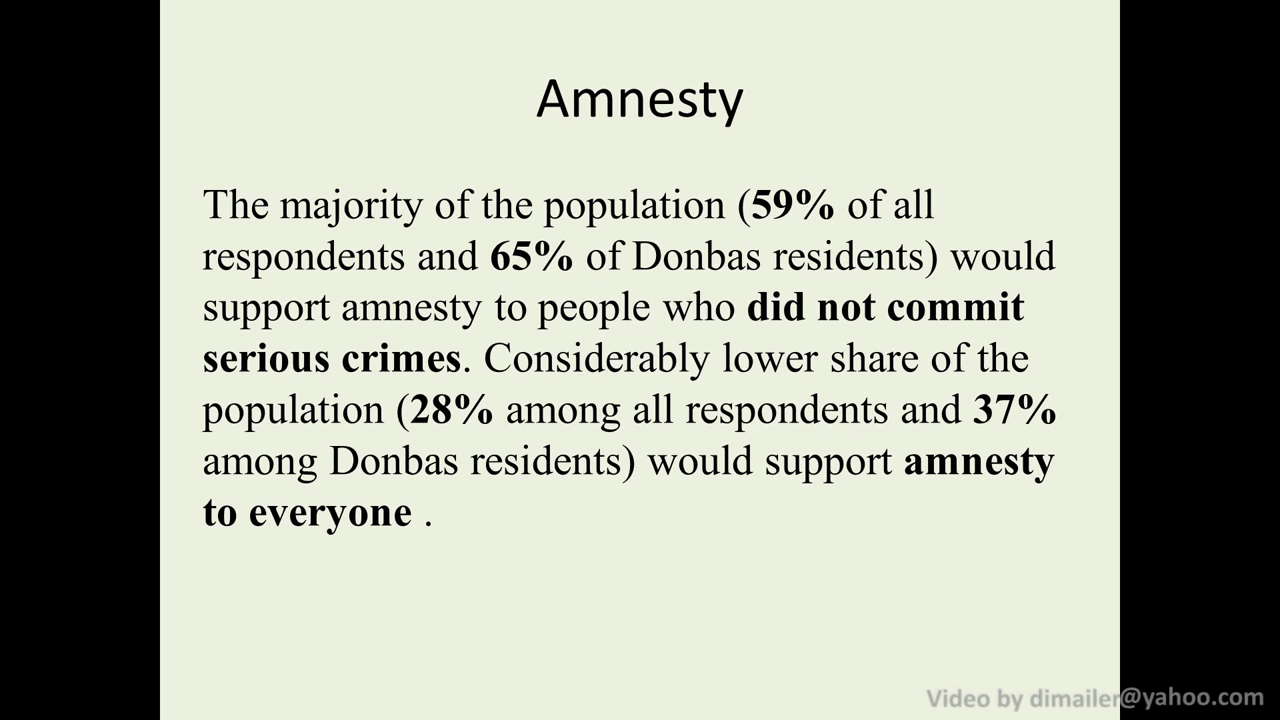 Amnesty
The majority of the population (59% of all
respondents and 65% of Donbas residents) would
support amnesty to people who did not commit
serious crimes. Considerably lower share of the
population (28% among all respondents and 37%
among Donbas residents) would support amnesty
to everyone .
Video by dimailer@yahoo.com